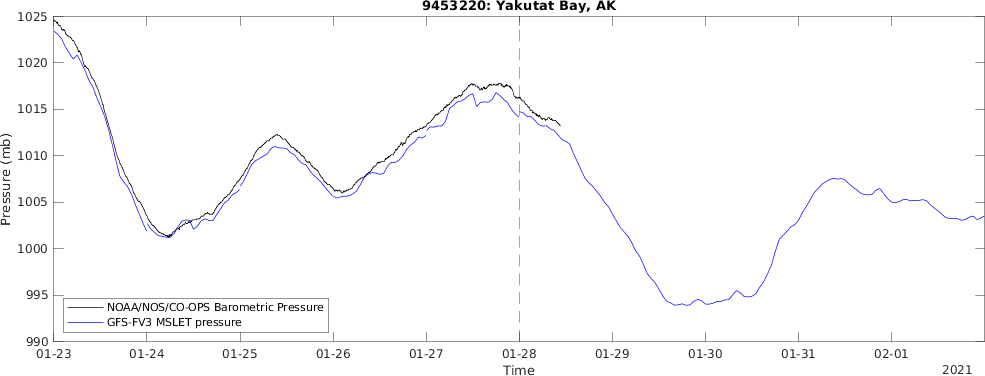 9453220: Yakutat Bay, AK
Pressure (mb)
1025
1020
1015
1010
1005
1000
995
990
NOAA/NOS/CO-OPS Barometric Pressure
GFS-FV3 MSLET pressure
01-23 01-24 01-25 01-26 01-27 01-28 01-29 01-30 01-31 02-01
Time
2021